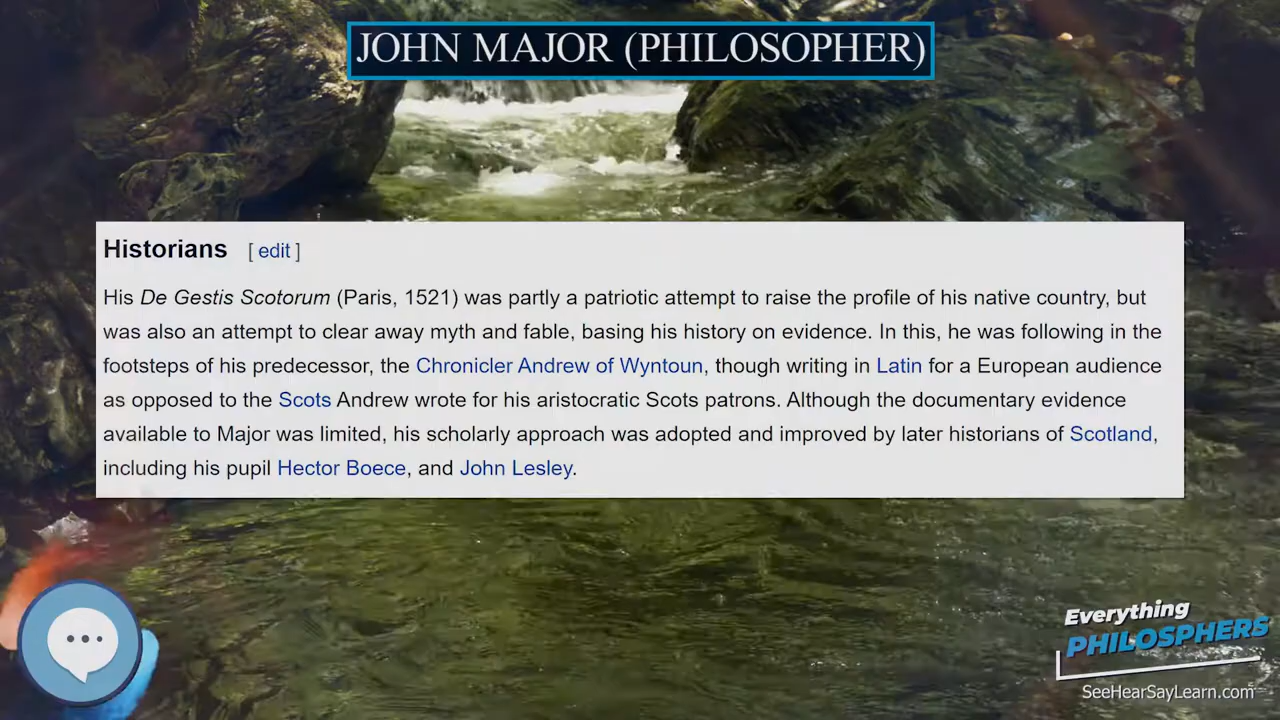 JOHN MAJOR (PHILOSOPHER)
Historians [ edit ]
His De Gestis Scotorum (Paris, 1521) was partly a patriotic attempt to raise the profile of his native country, but
was also an attempt to clear away myth and fable, basing his history on evidence. In this, he was following in the
footsteps of his predecessor, the Chronicler Andrew of Wyntoun, though writing in Latin for a European audience
as opposed to the Scots Andrew wrote for his aristocratic Scots patrons. Although the documentary evidence
available to Major was limited, his scholarly approach was adopted and improved by later historians of Scotland,
including his pupil Hector Boece, and John Lesley.
Everything
PHILOSPHERS
SeeHearSayLearn.com